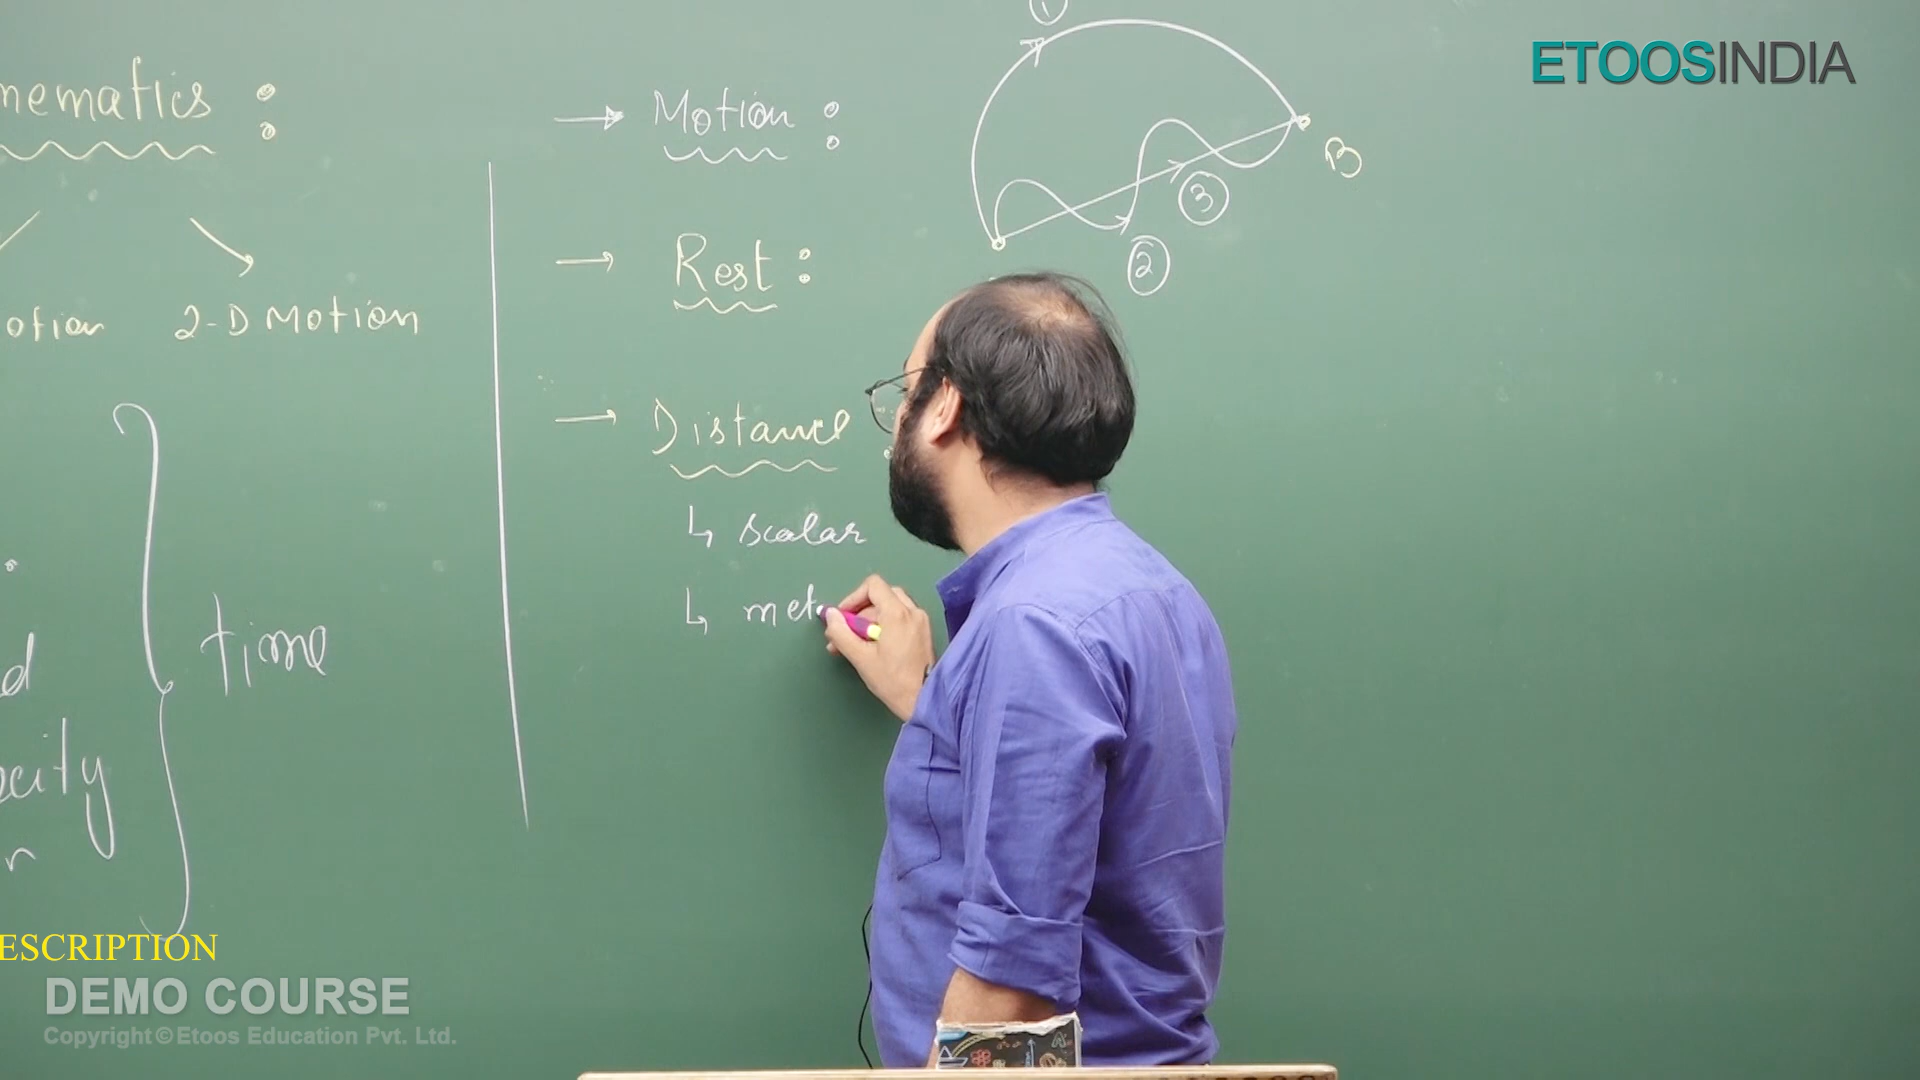 ETOOSINDIA
nematics :
otion
2-D Motion
time
d
ocity
n
→ Motion :
→ Rest :
→ Distance :
↳ scalar
↳ met
1
2
3
B
ESCRIPTION
DEMO COURSE
Copyright © Etoos Education Pvt. Ltd.